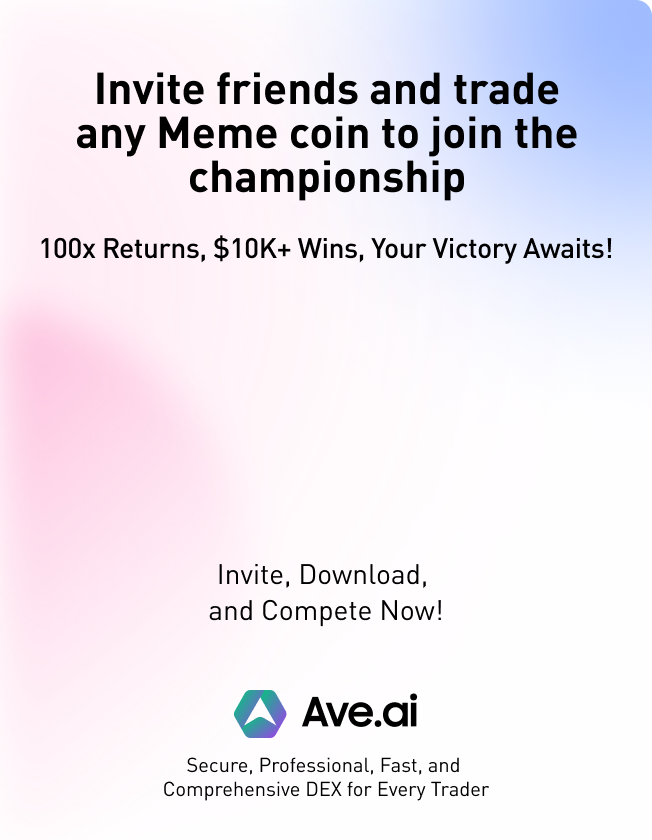 Invite friends and trade
any Meme coin to join the
championship
100x Returns, $10K+ Wins, Your Victory Awaits!
Invite, Download,
and Compete Now!
Ave.ai
Secure, Professional, Fast, and
Comprehensive DEX for Every Trader